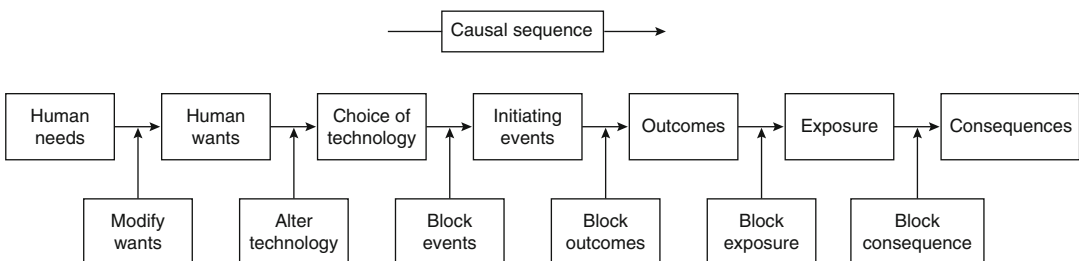 Causal sequence
Human
needs
Human
wants
Choice of
technology
Initiating
events
Outcomes
Exposure
Consequences
Modify
wants
Alter
technology
Block
events
Block
outcomes
Block
exposure
Block
consequence